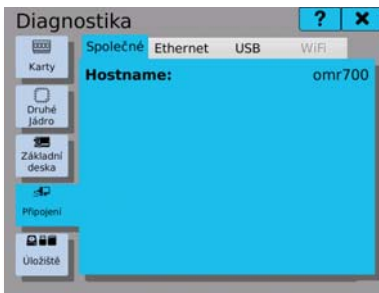 Diagnostika
?
Společné Ethernet USB WiFi
Hostname: omr700
Karty
Druhé
Jádro
Základní
deska
Připojení
Úložiště